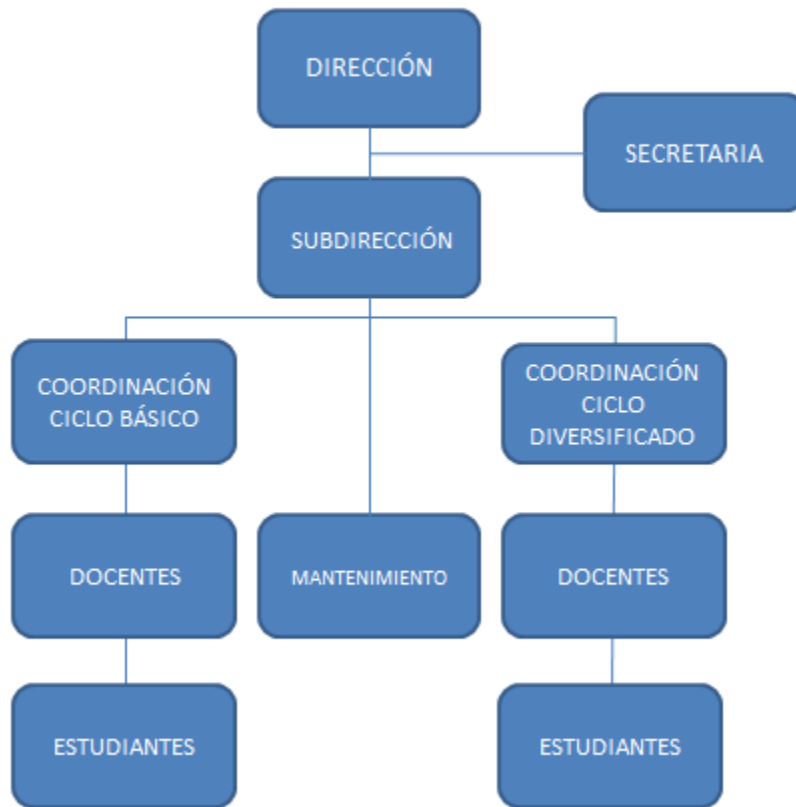 DIRECCIÓN
SECRETARIA
SUBDIRECCIÓN
COORDINACIÓN
CICLO BÁSICO
COORDINACIÓN
CICLO
DIVERSIFICADO
DOCENTES
MANTENIMIENTO
DOCENTES
ESTUDIANTES
ESTUDIANTES